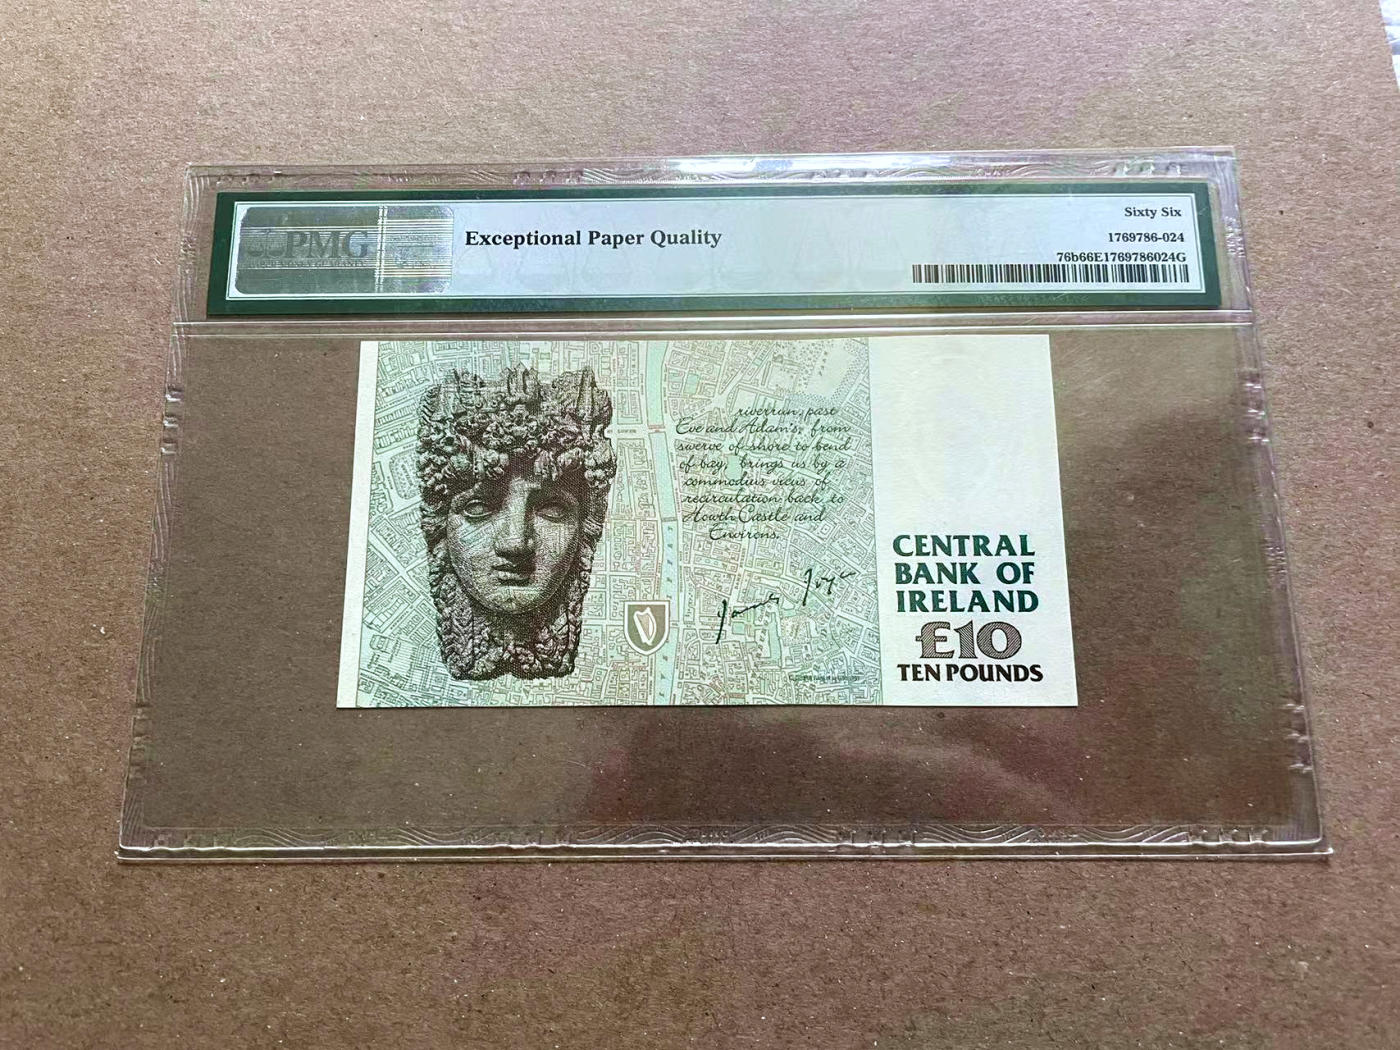 PMG
Exceptional Paper Quality
Sixty Six
1769786-024
76b66E1769786024G
riverrun, past
Eve and Adam's, from
swerve of shore to bend
of bay, brings us by a
commodius vicus of
recirculation back to
Howth Castle and
Environs.
James Joyce
CENTRAL
BANK OF
IRELAND
£10
TEN POUNDS